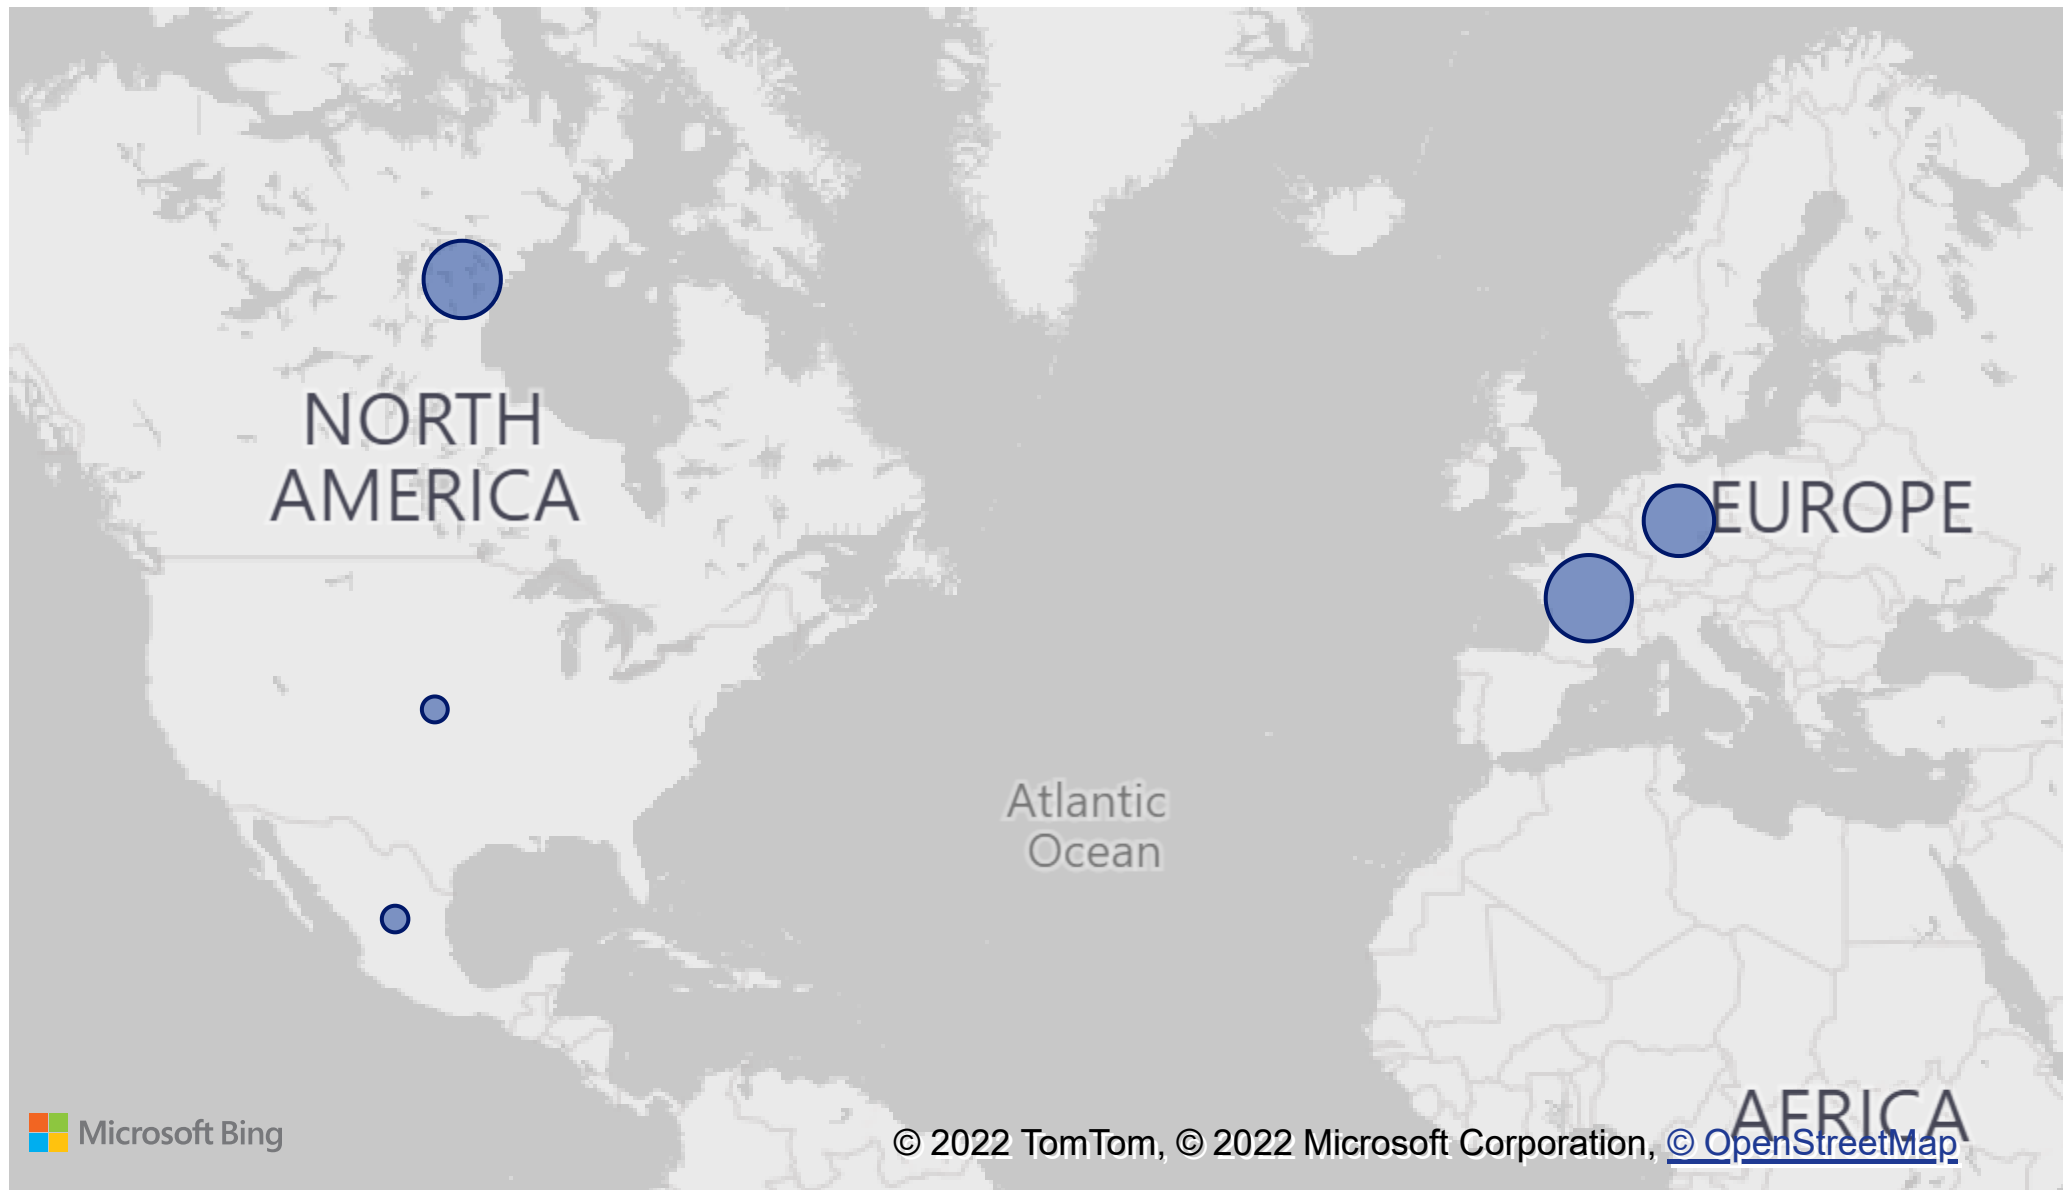 NORTH
AMERICA
EUROPE
Atlantic
Ocean
AFRICA
Microsoft Bing
© 2022 TomTom, © 2022 Microsoft Corporation, © OpenStreetMap